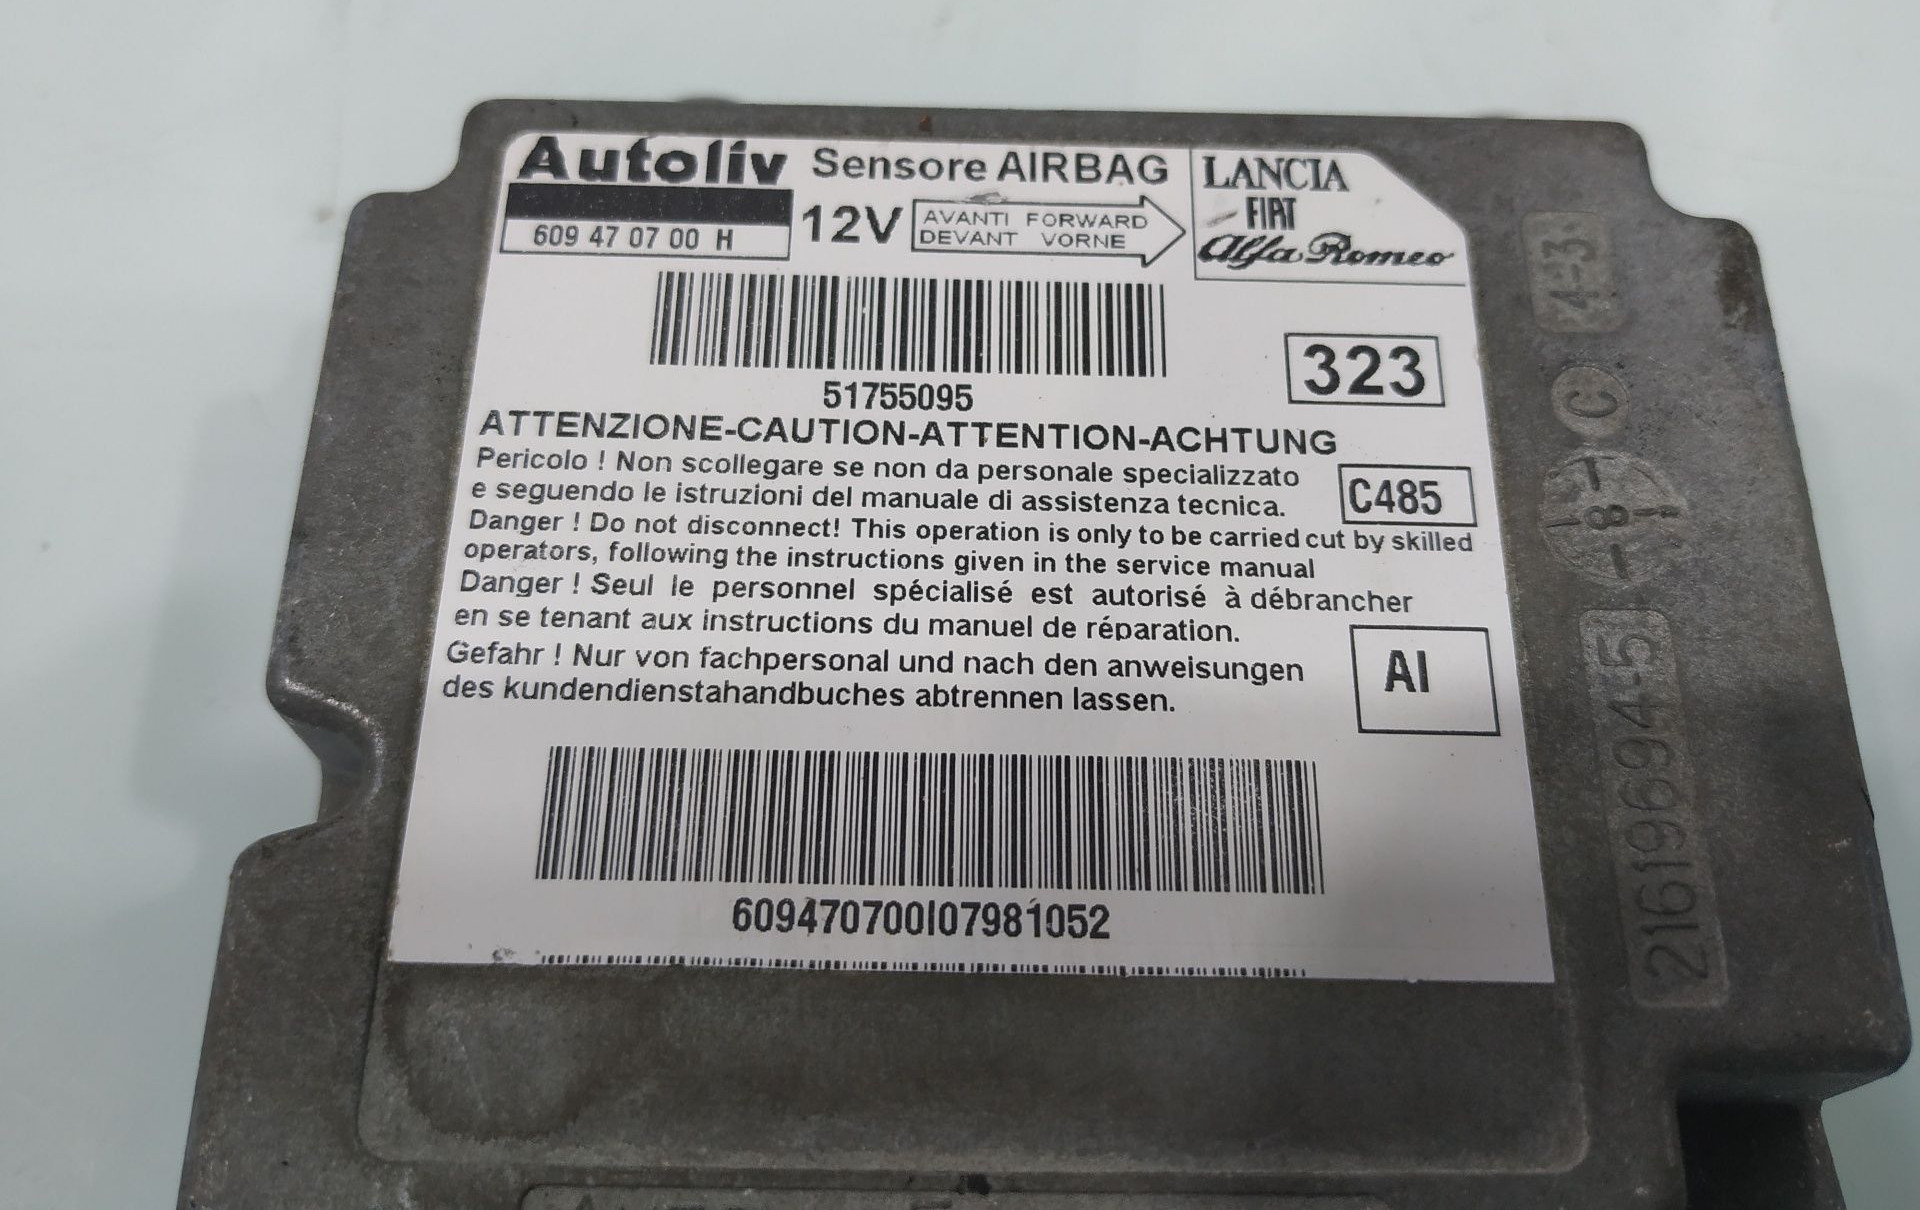 Autoliv Sensore AIRBAG
LANCIA
FIAT
Alfa Romeo
609 47 07 00 H
12V
AVANTI FORWARD
DEVANT VORNE
51755095
323
ATTENZIONE-CAUTION-ATTENTION-ACHTUNG
Pericolo ! Non scollegare se non da personale specializzato
e seguendo le istruzioni del manuale di assistenza tecnica.
C485
Danger ! Do not disconnect! This operation is only to be carried cut by skilled
operators, following the instructions given in the service manual
Danger ! Seul le personnel spécialisé est autorisé à débrancher
en se tenant aux instructions du manuel de réparation.
Gefahr ! Nur von fachpersonal und nach den anweisungen
des kundendienstahandbuches abtrennen lassen.
AI
609470700I07981052
4-3
C
8
21619694-5